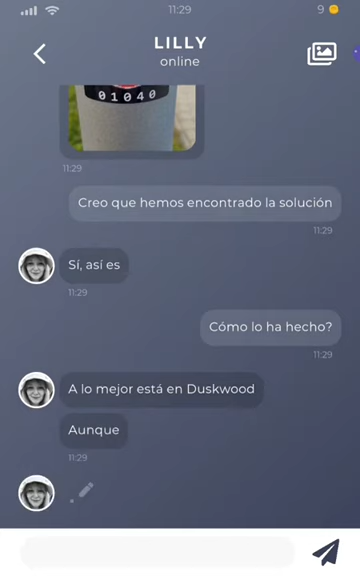 11:29
9
LILLY
online
01040
11:29
Creo que hemos encontrado la solución
11:29
Sí, así es
11:29
Cómo lo ha hecho?
11:29
A lo mejor está en Duskwood
Aunque
11:29